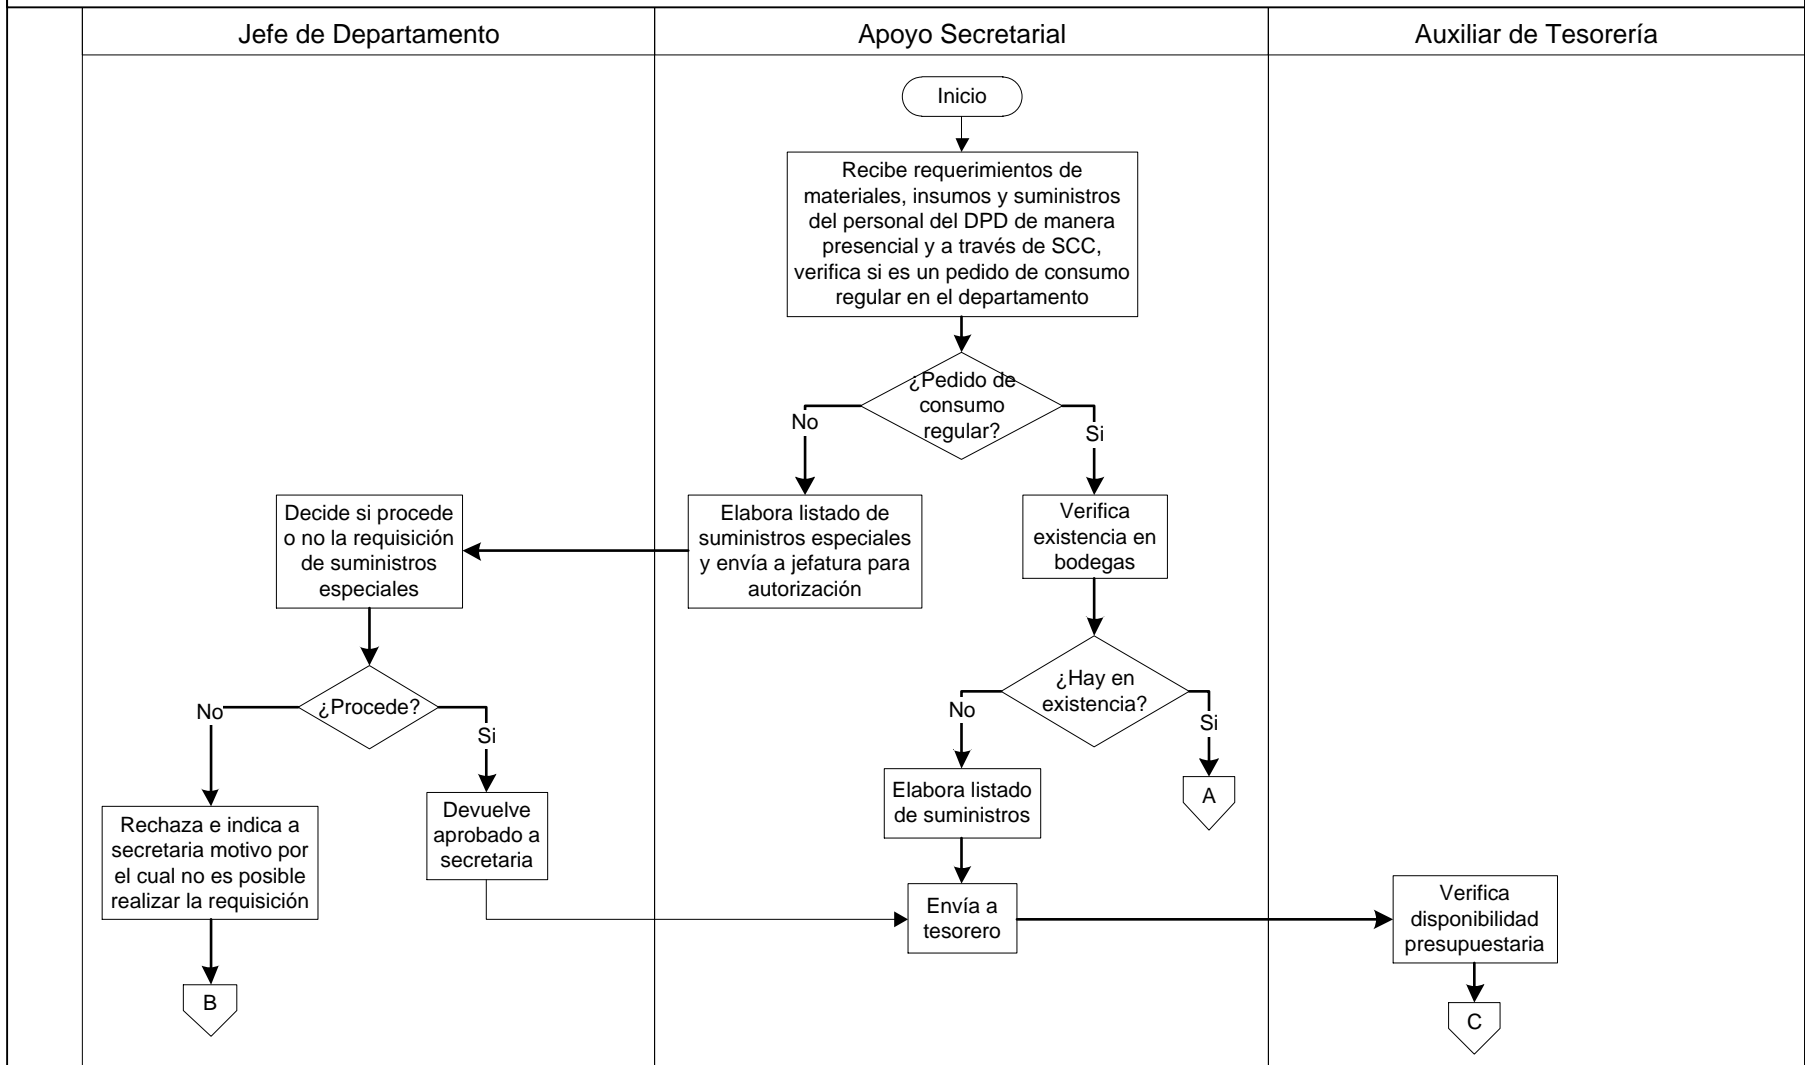 Jefe de Departamento
Apoyo Secretarial
Auxiliar de Tesorería
Inicio
Recibe requerimientos de
materiales, insumos y suministros
del personal del DPD de manera
presencial y a través de SCC,
verifica si es un pedido de consumo
regular en el departamento
¿Pedido de
consumo
regular?
No
Si
Decide si procede
o no la requisición
de suministros
especiales
Elabora listado de
suministros especiales
y envía a jefatura para
autorización
Verifica
existencia en
bodegas
¿Procede?
No
Si
¿Hay en
existencia?
No
Si
Rechaza e indica a
secretaria motivo por
el cual no es posible
realizar la requisición
Devuelve
aprobado a
secretaria
Elabora listado
de suministros
A
Envía a
tesorero
Verifica
disponibilidad
presupuestaria
B
C